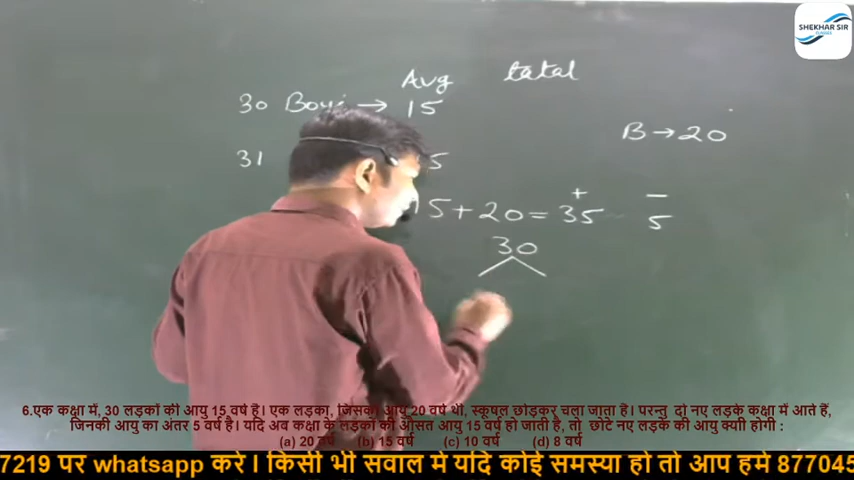 SHEKHAR SIR
CLASSES
Avg total
30 Boys → 15
B → 20
31 5
15 + 20 = 35 5
+ –
30
6.एक कक्षा में, 30 लड़कों की आयु 15 वर्ष है। एक लड़का, जिसकी आयु 20 वर्ष थी, स्कूल छोड़कर चला जाता है। परन्तु दो नए लड़के कक्षा में आते हैं,
जिनकी आयु का अंतर 5 वर्ष है। यदि अब कक्षा के लड़कों की औसत आयु 15 वर्ष हो जाती है, तो छोटे नए लड़के की आयु क्या होगी :
(a) 20 वर्ष (b) 15 वर्ष (c) 10 वर्ष (d) 8 वर्ष
7219 पर whatsapp करे । किसी भी सवाल मे यदि कोई समस्या हो तो आप हमे 877045